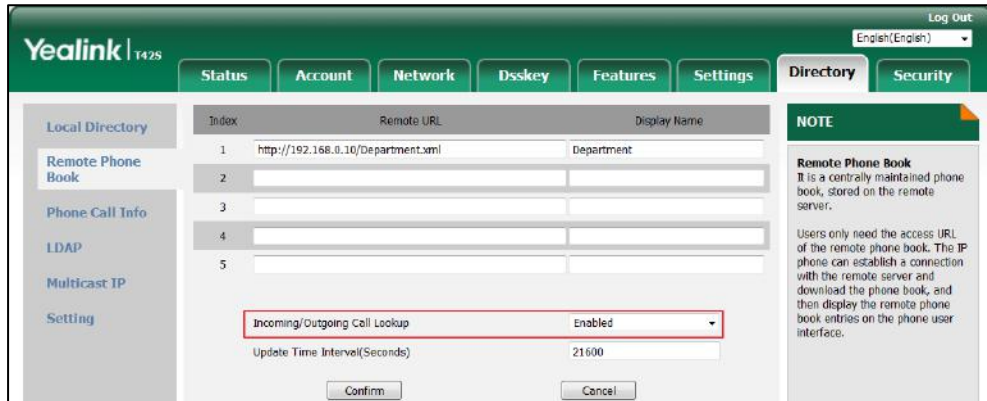 Log Out
Yealink T42S
English(English)
Status Account Network Dsskey Features Settings Directory Security
Local Directory
Remote Phone Book
Phone Call Info
LDAP
Multicast IP
Setting
Index Remote URL Display Name
1 http://192.168.0.10/Department.xml Department
2
3
4
5
Incoming/Outgoing Call Lookup Enabled
Update Time Interval(Seconds) 21600
Confirm Cancel
NOTE
Remote Phone Book
It is a centrally maintained phone
book, stored on the remote
server.
Users only need the access URL
of the remote phone book. The IP
phone can establish a connection
with the remote server and
download the phone book, and
then display the remote phone
book entries on the phone user
interface.